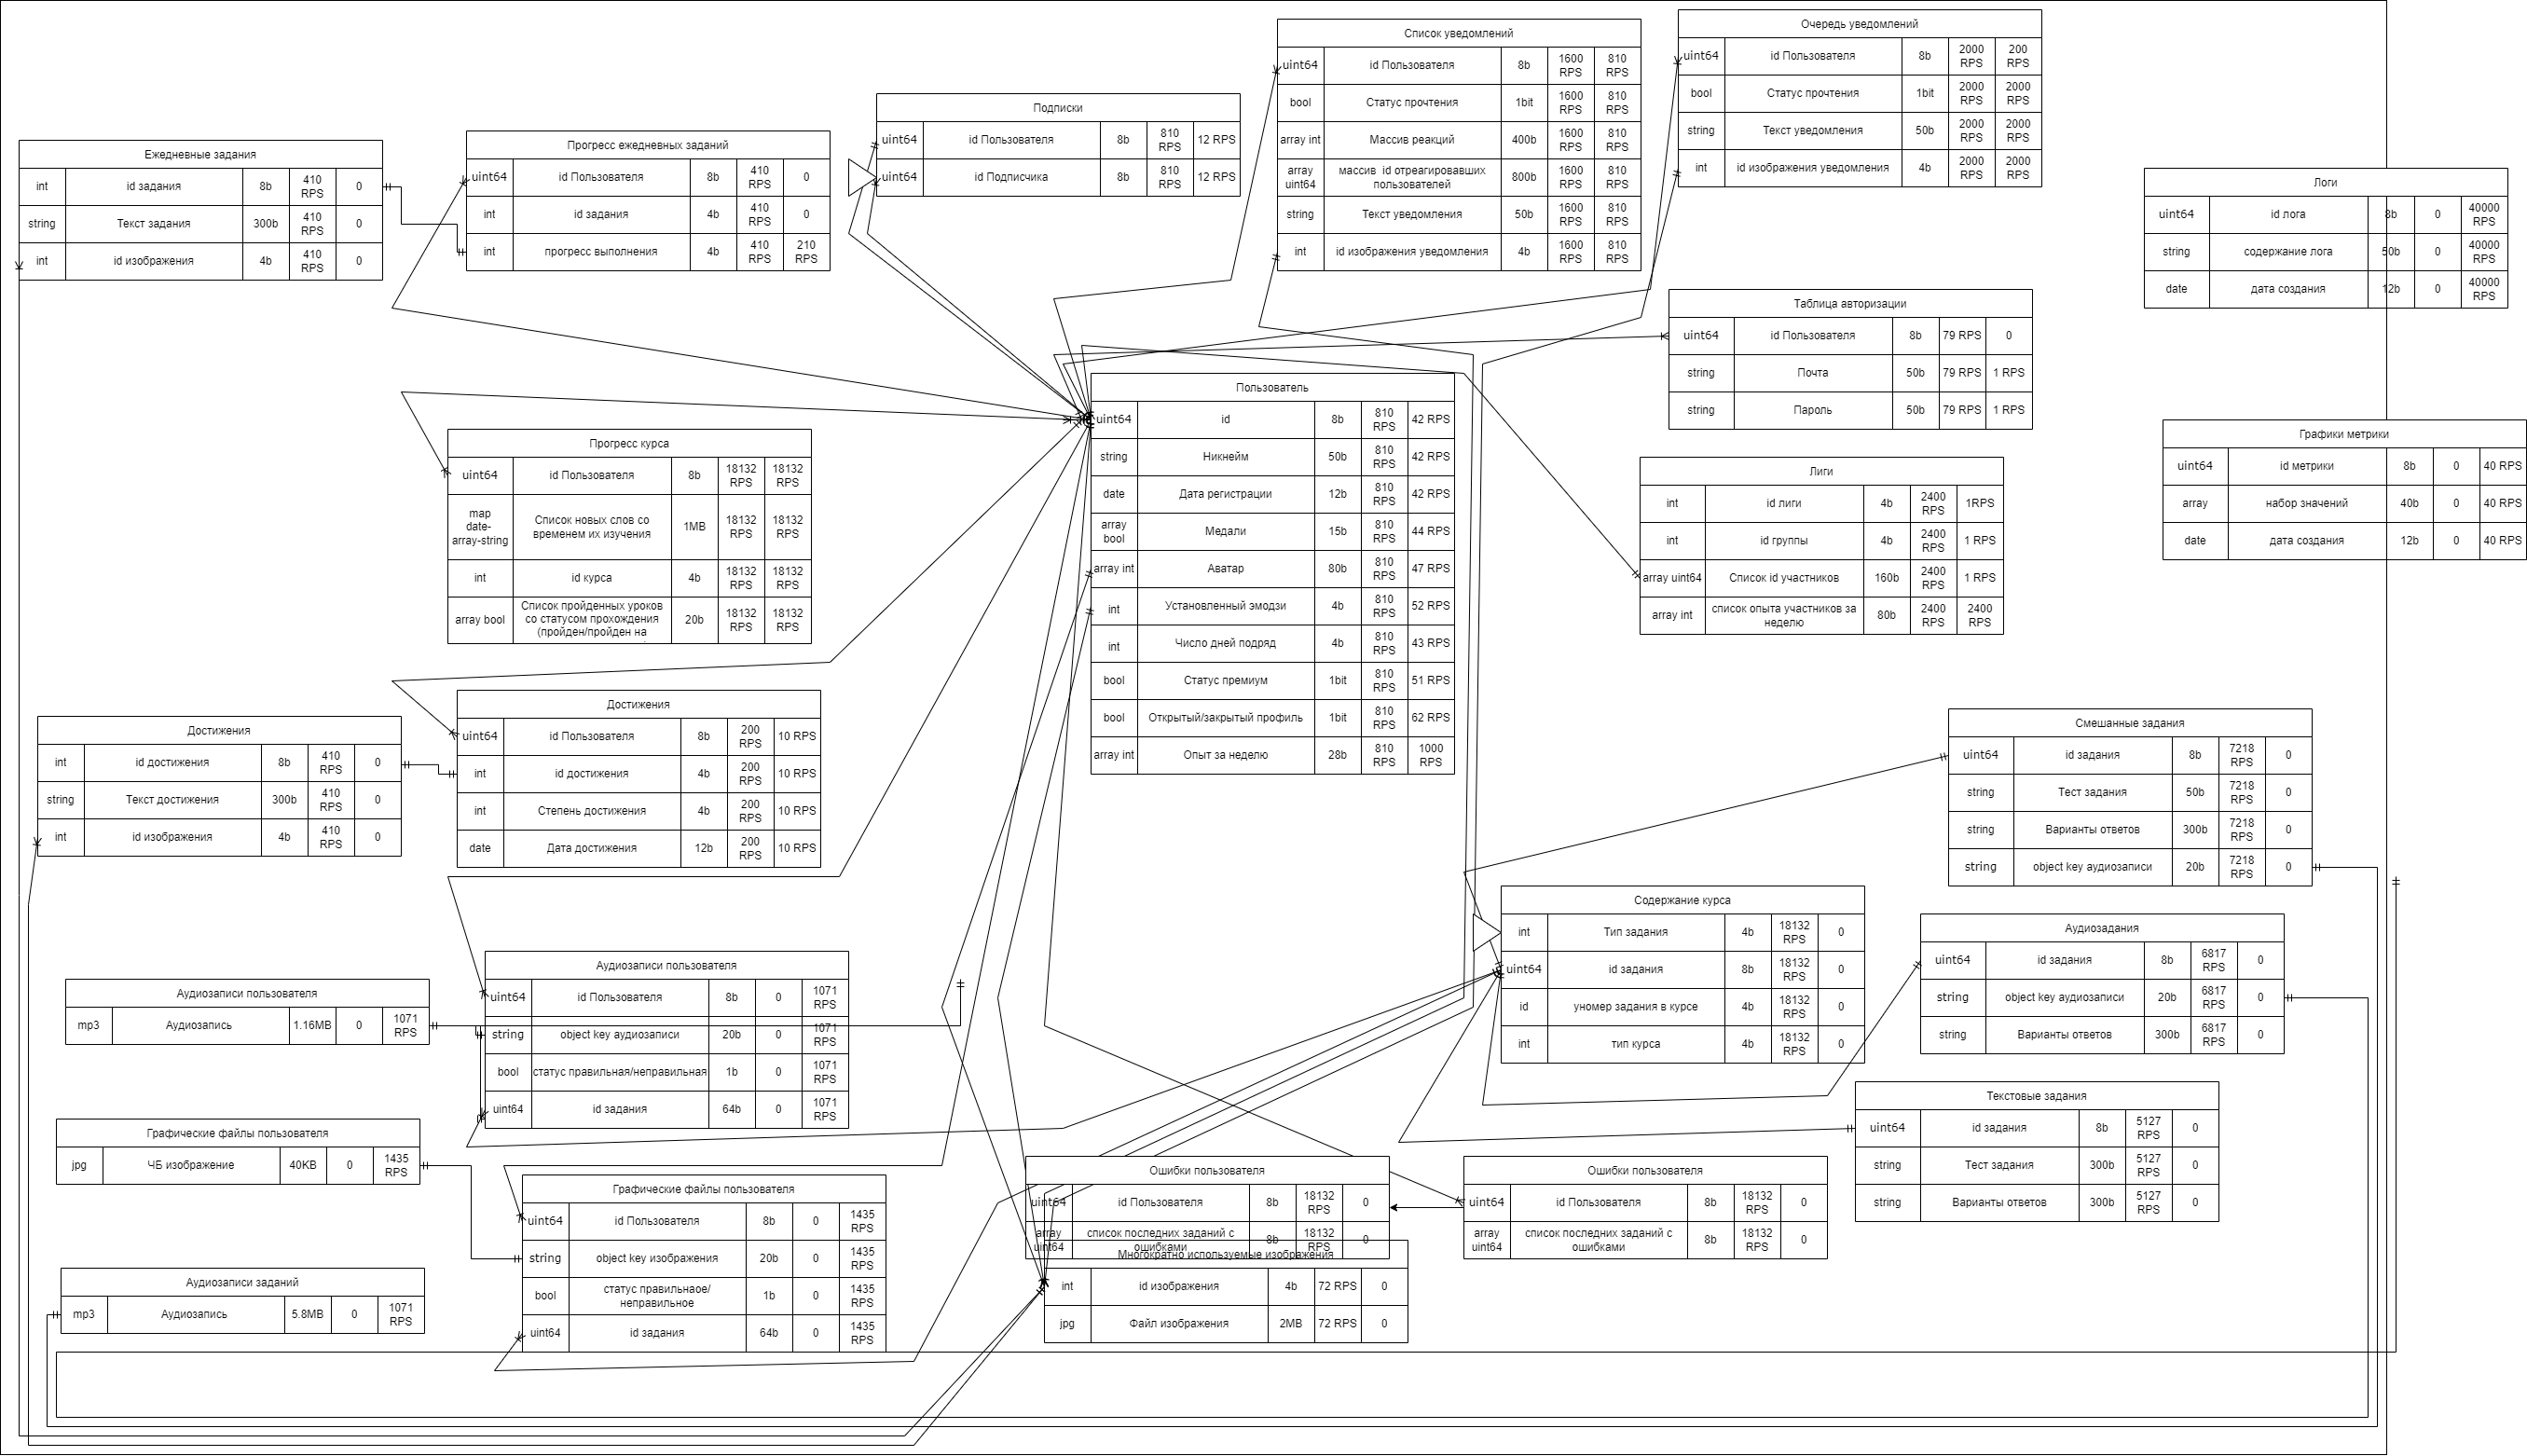 Список уведомлений
uint64 id Пользователя 8b 1600 RPS 810 RPS
bool Статус прочтения 1bit 1600 RPS 810 RPS
array int Массив реакций 400b 1600 RPS 810 RPS
array uint64 массив id отреагировавших пользователей 800b 1600 RPS 810 RPS
string Текст уведомления 50b 1600 RPS 810 RPS
int id изображения уведомления 4b 1600 RPS 810 RPS
Очередь уведомлений
uint64 id Пользователя 8b 2000 RPS 200 RPS
bool Статус прочтения 1bit 2000 RPS 2000 RPS
string Текст уведомления 50b 2000 RPS 2000 RPS
int id изображения уведомления 4b 2000 RPS 2000 RPS
Подписки
uint64 id Пользователя 8b 810 RPS 12 RPS
uint64 id Подписчика 8b 810 RPS 12 RPS
Ежедневные задания
int id задания 8b 410 RPS 0
string Текст задания 300b 410 RPS 0
int id изображения 4b 410 RPS 0
Прогресс ежедневных заданий
uint64 id Пользователя 8b 410 RPS 0
int id задания 4b 410 RPS 0
int прогресс выполнения 4b 410 RPS 210 RPS
Логи
uint64 id лога 8b 0 40000 RPS
string содержание лога 50b 0 40000 RPS
date дата создания 12b 0 40000 RPS
Таблица авторизации
uint64 id Пользователя 8b 79 RPS 0
string Почта 50b 79 RPS 1 RPS
string Пароль 50b 79 RPS 1 RPS
Пользователь
uint64 id 8b 810 RPS 42 RPS
string Никнейм 50b 810 RPS 42 RPS
date Дата регистрации 12b 810 RPS 42 RPS
array bool Медали 15b 810 RPS 44 RPS
array int Аватар 80b 810 RPS 47 RPS
int Установленный эмодзи 4b 810 RPS 52 RPS
int Число дней подряд 4b 810 RPS 43 RPS
bool Статус премиум 1bit 810 RPS 51 RPS
bool Открытый/закрытый профиль 1bit 810 RPS 62 RPS
array int Опыт за неделю 28b 810 RPS 1000 RPS
Графики метрики
uint64 id метрики 8b 0 40 RPS
array набор значений 40b 0 40 RPS
date дата создания 12b 0 40 RPS
Прогресс курса
uint64 id Пользователя 8b 18132 RPS 18132 RPS
map date-array-string Список новых слов со временем их изучения 1MB 18132 RPS 18132 RPS
int id курса 4b 18132 RPS 18132 RPS
array bool Список пройденных уроков со статусом прохождения (пройден/пройден на 20b 18132 RPS 18132 RPS
Лиги
int id лиги 4b 2400 RPS 1RPS
int id группы 4b 2400 RPS 1 RPS
array uint64 Список id участников 160b 2400 RPS 1 RPS
array int список опыта участников за неделю 80b 2400 RPS 2400 RPS
Достижения
int id достижения 8b 410 RPS 0
string Текст достижения 300b 410 RPS 0
int id изображения 4b 410 RPS 0
Достижения
uint64 id Пользователя 8b 200 RPS 10 RPS
int id достижения 4b 200 RPS 10 RPS
int Степень достижения 4b 200 RPS 10 RPS
date Дата достижения 12b 200 RPS 10 RPS
Смешанные задания
uint64 id задания 8b 7218 RPS 0
string Тест задания 50b 7218 RPS 0
string Варианты ответов 300b 7218 RPS 0
string object key аудиозаписи 20b 7218 RPS 0
Содержание курса
int Тип задания 4b 18132 RPS 0
uint64 id задания 8b 18132 RPS 0
id уномер задания в курсе 4b 18132 RPS 0
int тип курса 4b 18132 RPS 0
Аудиозадания
uint64 id задания 8b 6817 RPS 0
string object key аудиозаписи 20b 6817 RPS 0
string Варианты ответов 300b 6817 RPS 0
Аудиозаписи пользователя
mp3 Аудиозапись 1.16MB 0 1071 RPS
Аудиозаписи пользователя
uint64 id Пользователя 8b 0 1071 RPS
string object key аудиозаписи 20b 0 1071 RPS
bool статус правильная/неправильная 1b 0 1071 RPS
uint64 id задания 64b 0 1071 RPS
Текстовые задания
uint64 id задания 8b 5127 RPS 0
string Тест задания 300b 5127 RPS 0
string Варианты ответов 300b 5127 RPS 0
Графические файлы пользователя
jpg ЧБ изображение 40KB 0 1435 RPS
Графические файлы пользователя
uint64 id Пользователя 8b 0 1435 RPS
string object key изображения 20b 0 1435 RPS
bool статус правильнаое/неправильное 1b 0 1435 RPS
uint64 id задания 64b 0 1435 RPS
Ошибки пользователя
uint64 id Пользователя 8b 18132 RPS 0
array uint64 список последних заданий с ошибками 8b 18132 RPS 0
Ошибки пользователя
uint64 id Пользователя 8b 18132 RPS 0
array uint64 список последних заданий с ошибками 8b 18132 RPS 0
Многократно используемые изображения
int id изображения 4b 72 RPS 0
jpg Файл изображения 2MB 72 RPS 0
Аудиозаписи заданий
mp3 Аудиозапись 5.8MB 0 1071 RPS